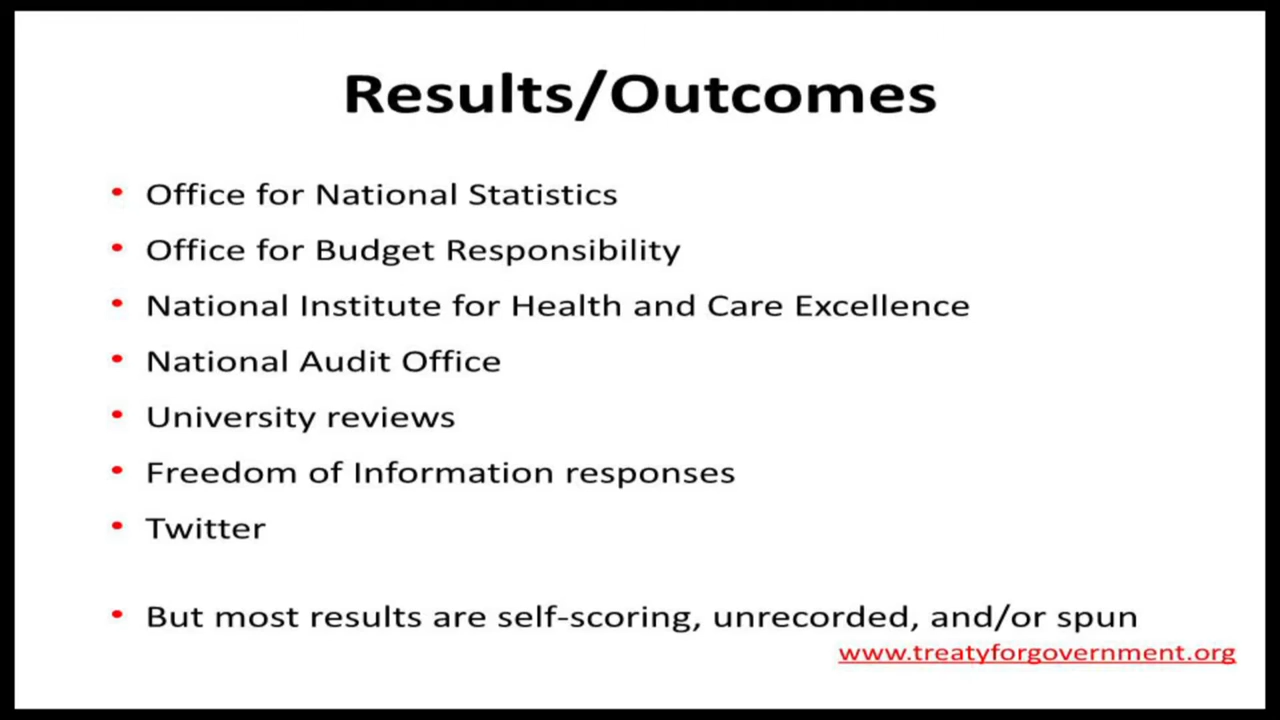 Results/Outcomes
• Office for National Statistics
• Office for Budget Responsibility
• National Institute for Health and Care Excellence
• National Audit Office
• University reviews
• Freedom of Information responses
• Twitter
• But most results are self-scoring, unrecorded, and/or spun
www.treatyforgovernment.org